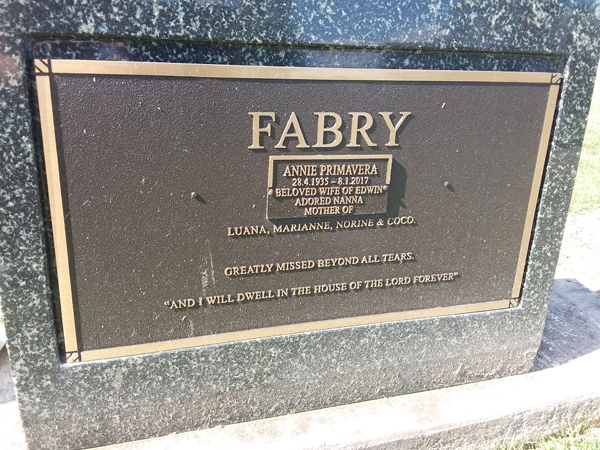 FABRY
ANNIE PRIMAVERA
28.4.1935 – 8.1.2017
BELOVED WIFE OF EDWIN
ADORED NANNA
MOTHER OF
LUANA, MARIANNE, NORINE & COCO.
GREATLY MISSED BEYOND ALL TEARS.
“AND I WILL DWELL IN THE HOUSE OF THE LORD FOREVER”